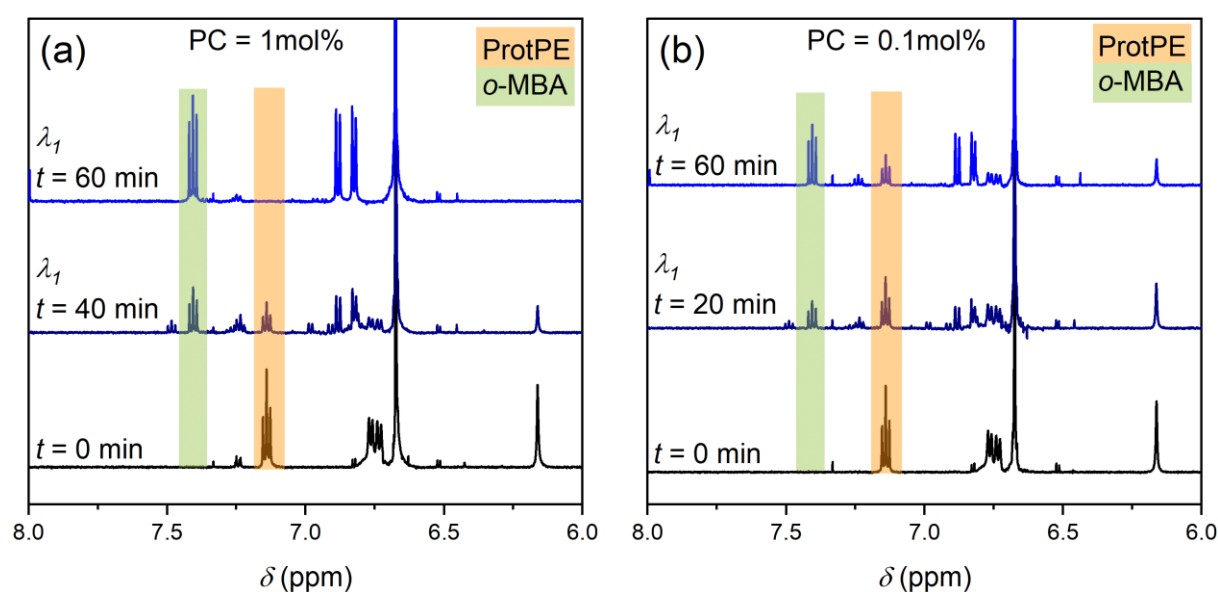 (a)
PC = 1mol%
ProtPE
o-MBA
λ1
t = 60 min
λ1
t = 40 min
t = 0 min
8.0 7.5 7.0 6.5 6.0
δ (ppm)
(b)
PC = 0.1mol%
ProtPE
o-MBA
λ1
t = 60 min
λ1
t = 20 min
t = 0 min
8.0 7.5 7.0 6.5 6.0
δ (ppm)